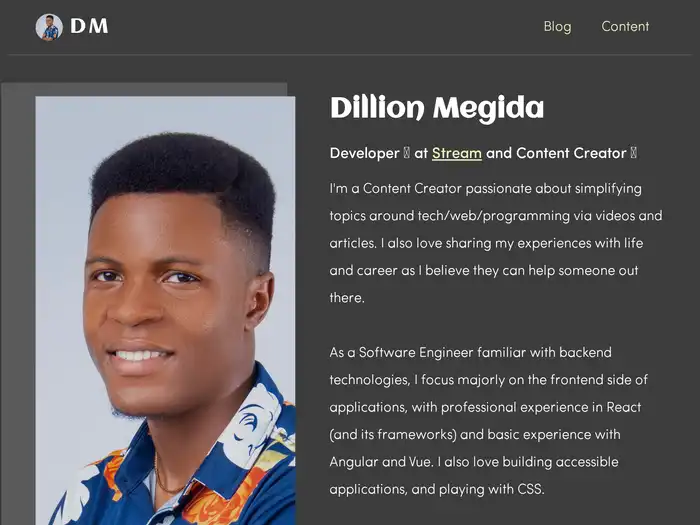 DM
Blog
Content
Dillion Megida
Developer at Stream and Content Creator
I'm a Content Creator passionate about simplifying
topics around tech/web/programming via videos and
articles. I also love sharing my experiences with life
and career as I believe they can help someone out
there.
As a Software Engineer familiar with backend
technologies, I focus majorly on the frontend side of
applications, with professional experience in React
(and its frameworks) and basic experience with
Angular and Vue. I also love building accessible
applications, and playing with CSS.